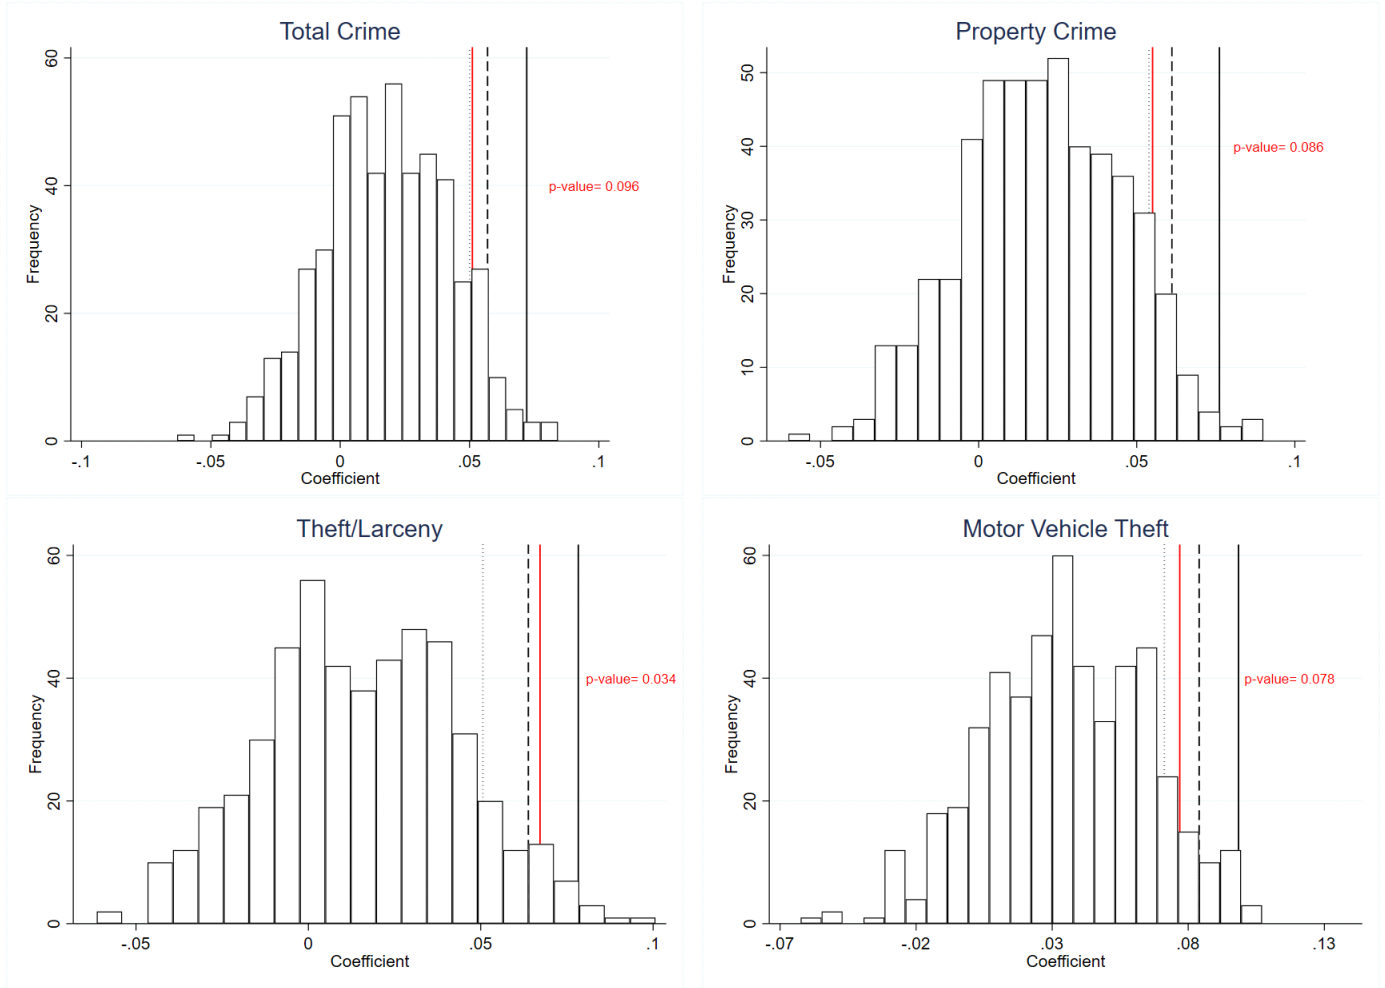 Total Crime
60
40
20
0
Frequency
p-value= 0.096
-.1
-.05
0
.05
.1
Coefficient
Property Crime
50
40
30
20
10
0
Frequency
p-value= 0.086
-.05
0
.05
.1
Coefficient
Theft/Larceny
60
40
20
0
Frequency
p-value= 0.034
-.05
0
.05
.1
Coefficient
Motor Vehicle Theft
60
40
20
0
Frequency
p-value= 0.078
-.07
-.02
.03
.08
.13
Coefficient